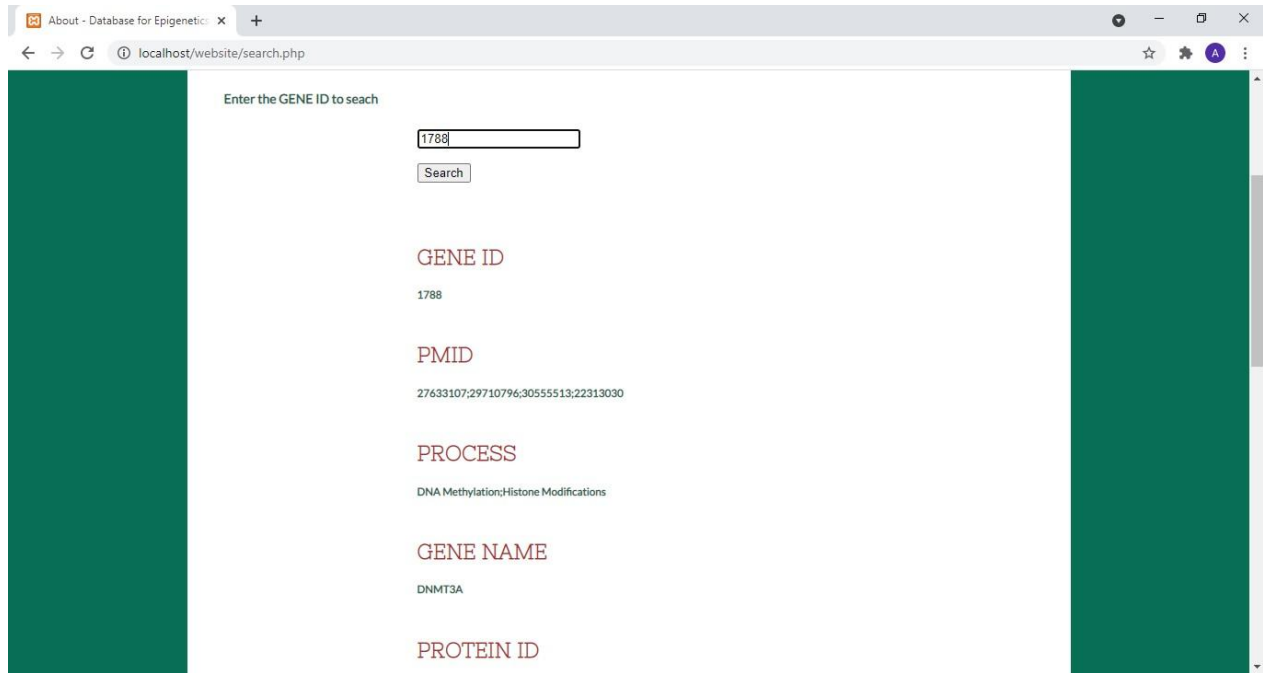 About - Database for Epigenetics
localhost/website/search.php
A
Enter the GENE ID to seach
1788
Search
GENE ID
1788
PMID
27633107;29710796;30555513;22313030
PROCESS
DNA Methylation;Histone Modifications
GENE NAME
DNMT3A
PROTEIN ID